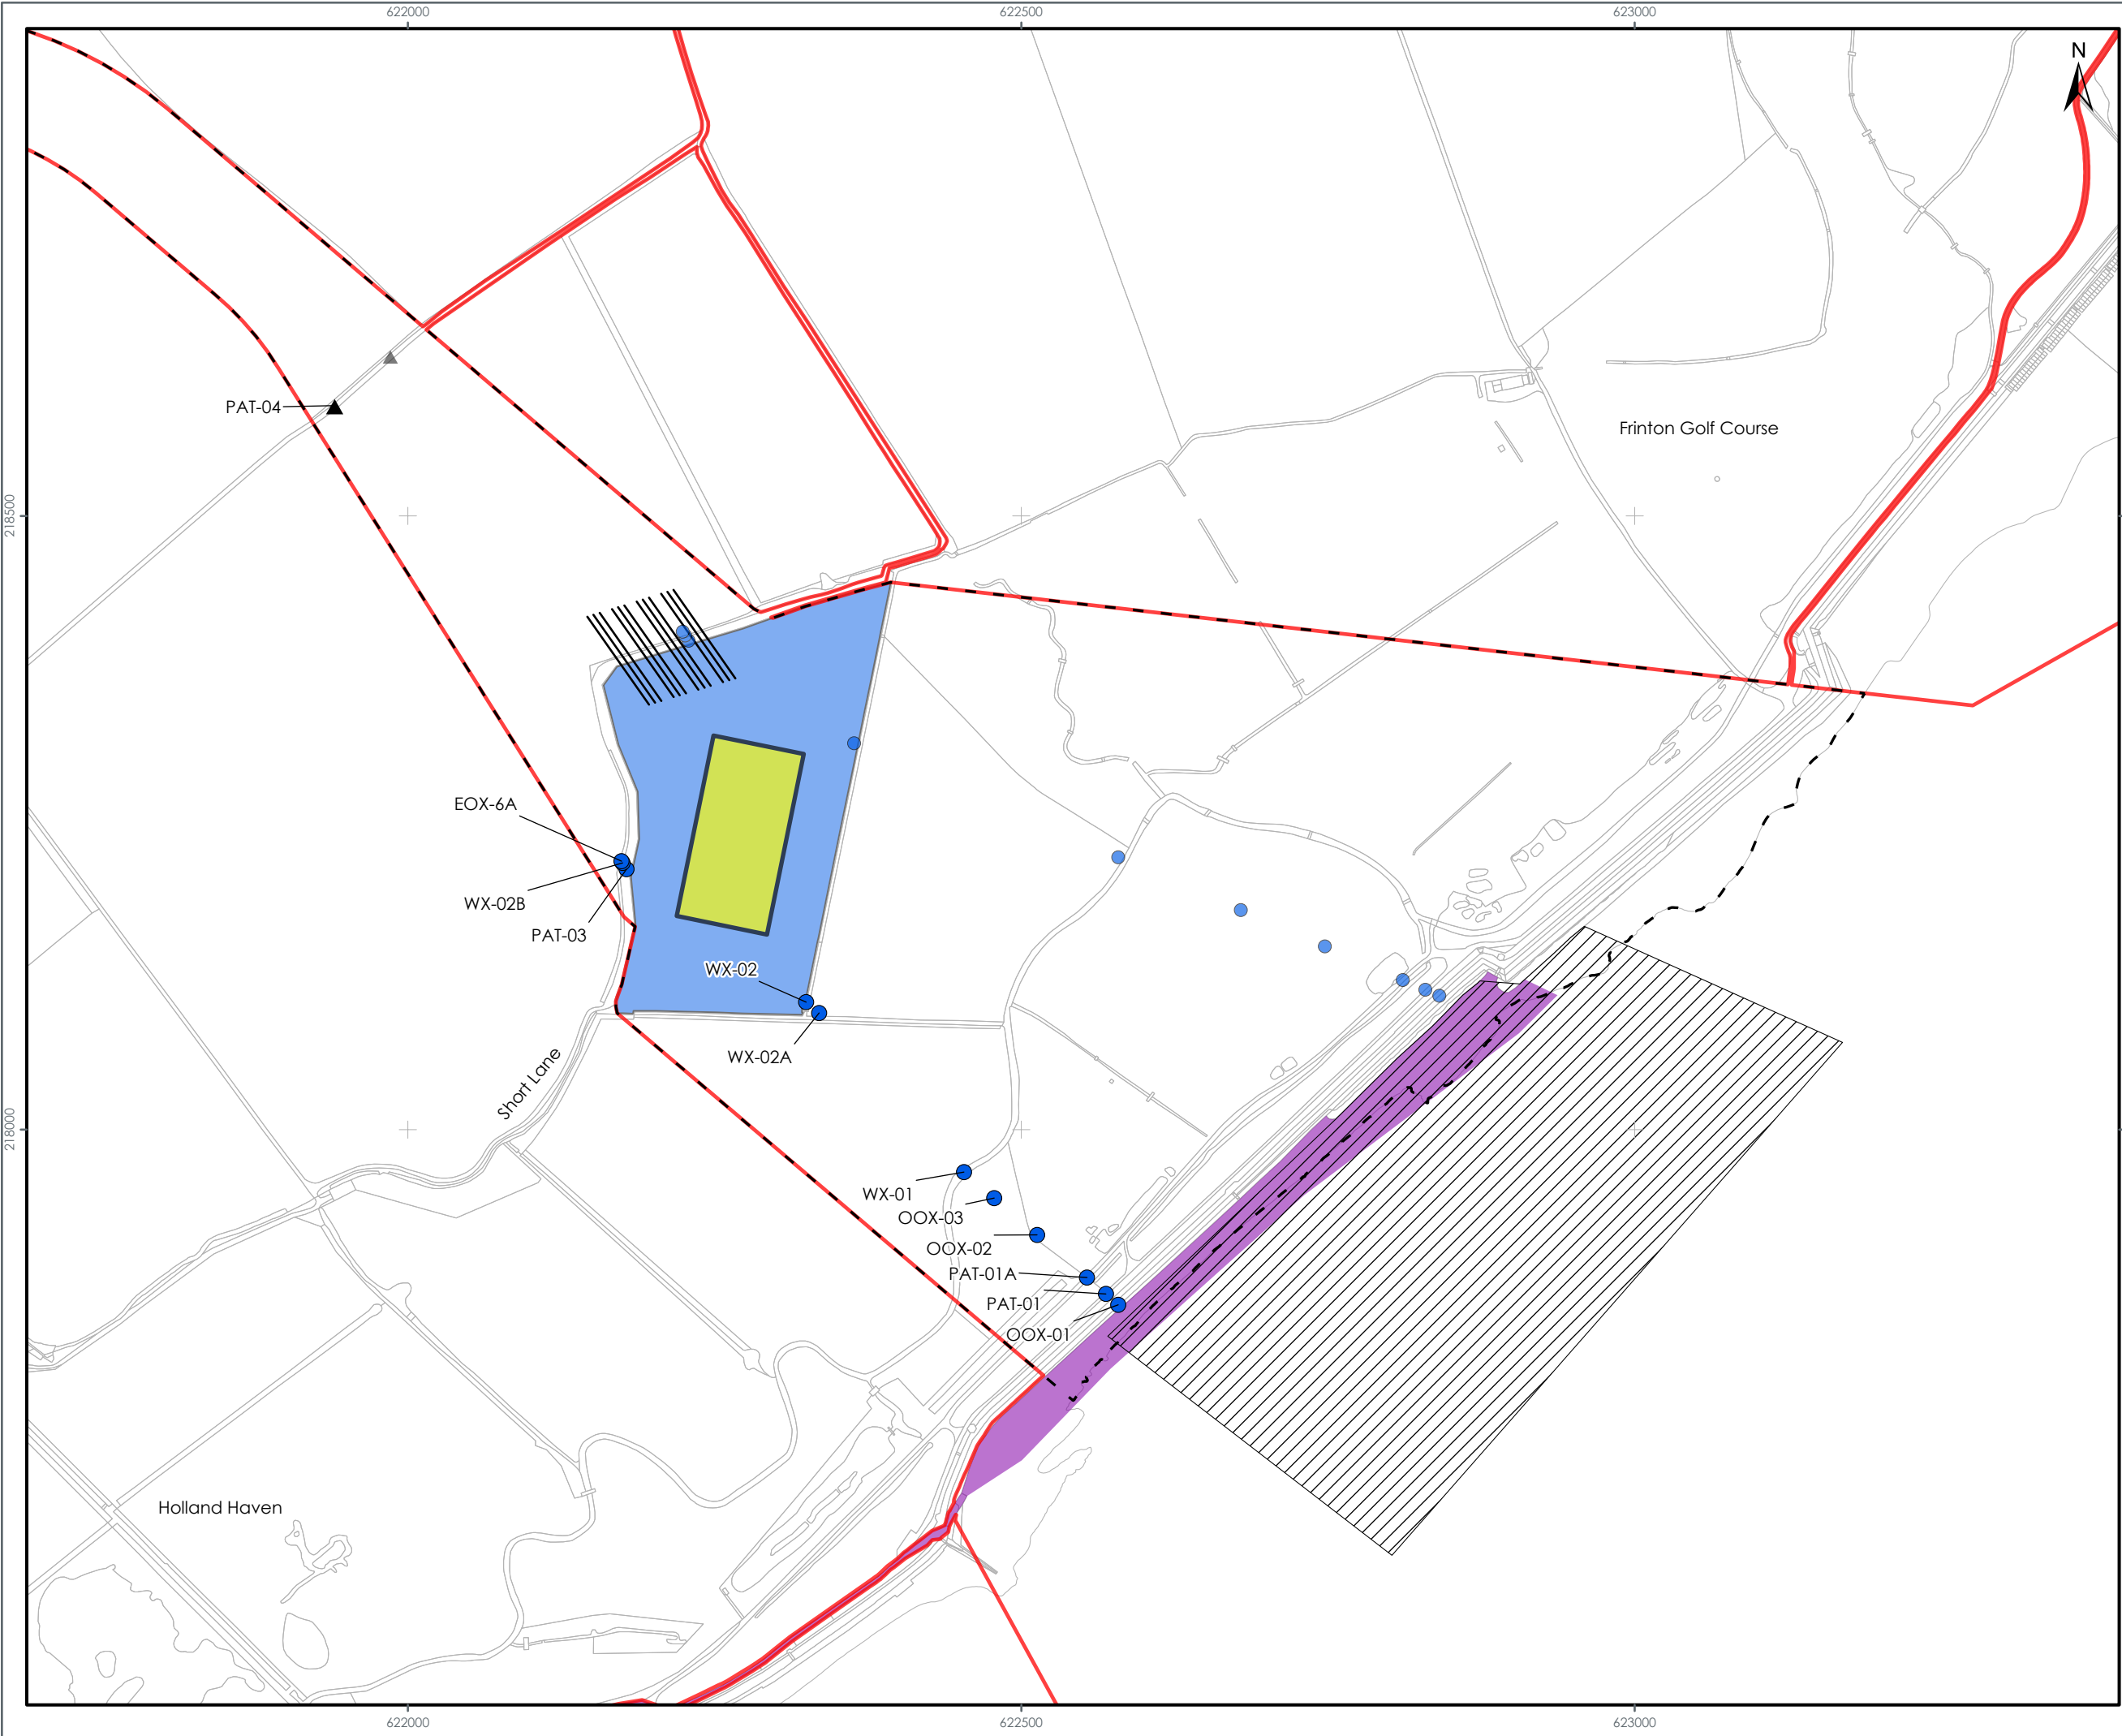 622000
622500
623000
N
PAT-04
Frinton Golf Course
218500
EOX-6A
WX-02B
PAT-03
WX-02
WX-02A
Short Lane
218000
WX-01
OOX-03
OOX-02
PAT-01A
PAT-01
OOX-01
Holland Haven
622000
622500
623000